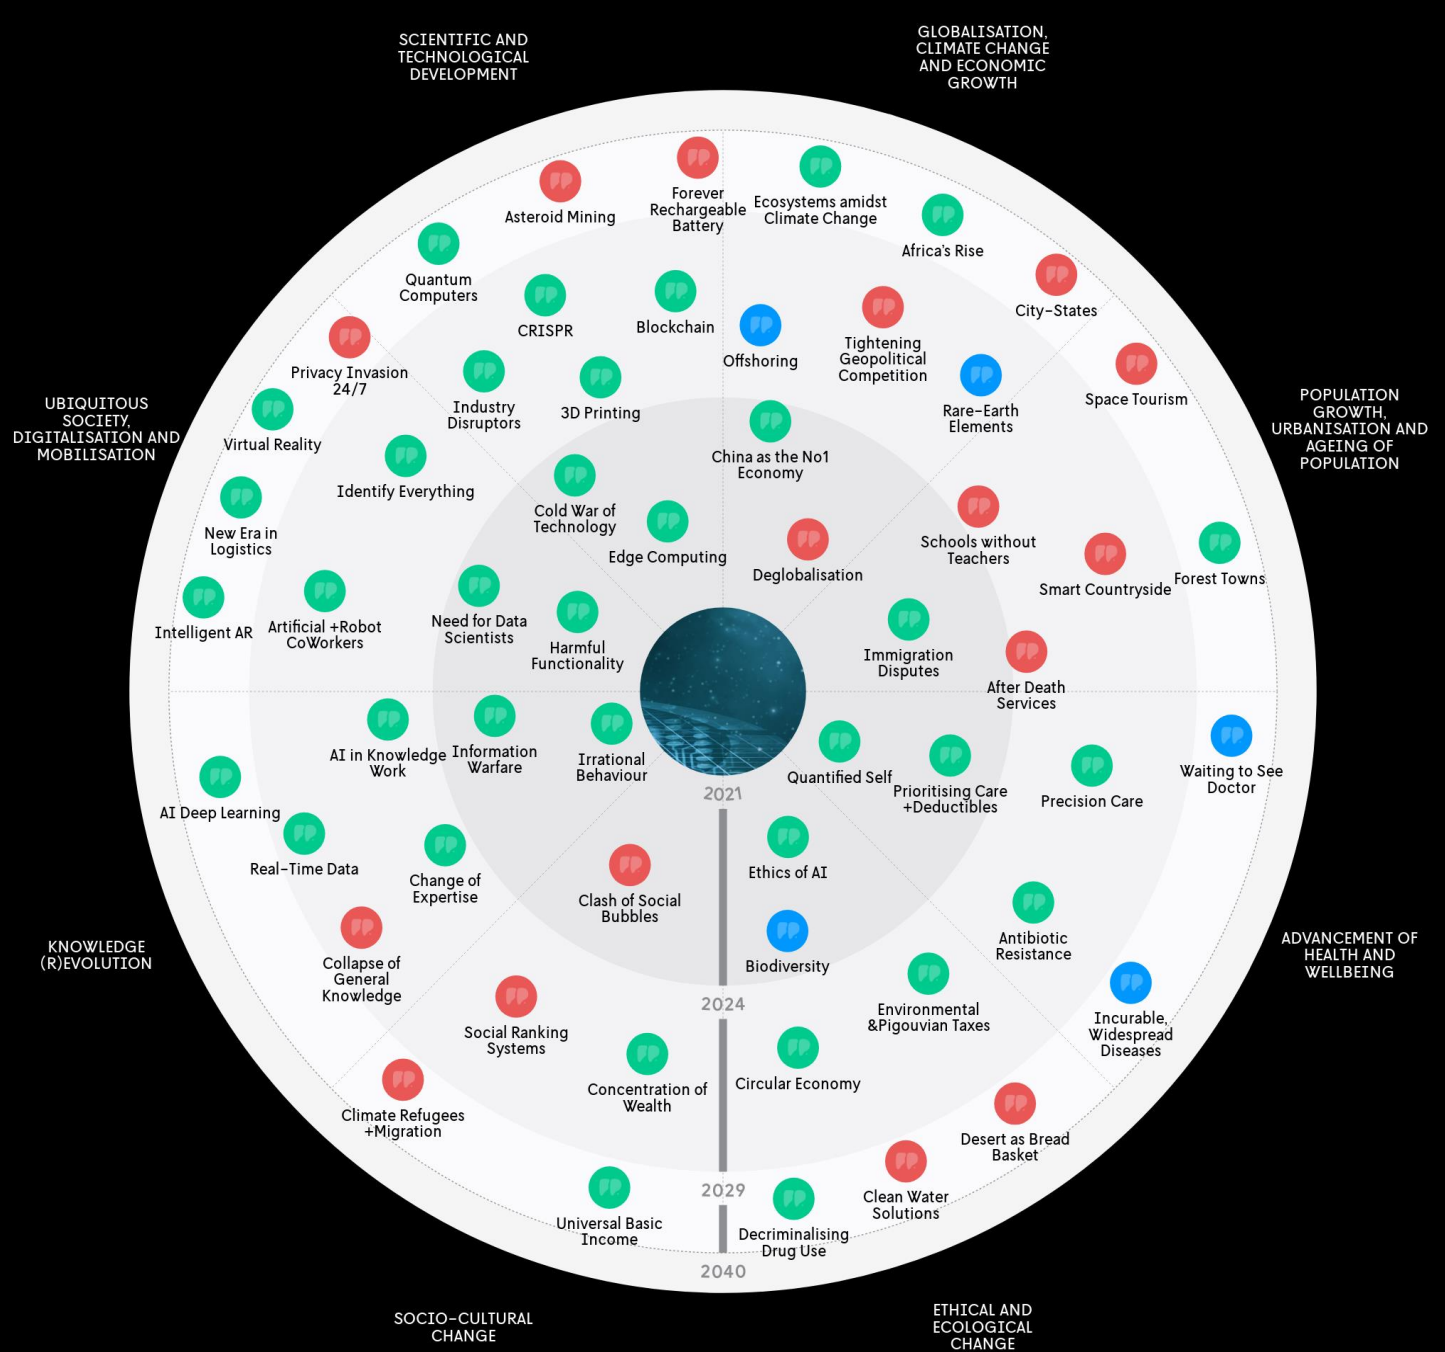 SCIENTIFIC AND
TECHNOLOGICAL
DEVELOPMENT
GLOBALISATION,
CLIMATE CHANGE
AND ECONOMIC
GROWTH
Forever
Rechargeable
Battery
Ecosystems amidst
Climate Change
Asteroid Mining
Africa's Rise
Quantum
Computers
City-States
CRISPR
Blockchain
Offshoring
Tightening
Geopolitical
Competition
Privacy Invasion
24/7
Space Tourism
Industry
Disruptors
3D Printing
Rare-Earth
Elements
UBIQUITOUS
SOCIETY,
DIGITALISATION AND
MOBILISATION
POPULATION
GROWTH,
URBANISATION AND
AGEING OF
POPULATION
Virtual Reality
China as the No1
Economy
Identify Everything
Cold War of
Technology
New Era in
Logistics
Edge Computing
Schools without
Teachers
Deglobalisation
Smart Countryside
Forest Towns
Intelligent AR
Artificial +Robot
CoWorkers
Need for Data
Scientists
Harmful
Functionality
Immigration
Disputes
After Death
Services
AI in Knowledge
Work
Information
Warfare
Irrational
Behaviour
Quantified Self
Prioritising Care
+Deductibles
Precision Care
Waiting to See
Doctor
2021
AI Deep Learning
Real-Time Data
Change of
Expertise
Clash of Social
Bubbles
Ethics of AI
KNOWLEDGE
(R)EVOLUTION
ADVANCEMENT OF
HEALTH AND
WELLBEING
Collapse of
General
Knowledge
Biodiversity
Antibiotic
Resistance
2024
Social Ranking
Systems
Environmental
&Pigouvian Taxes
Incurable,
Widespread
Diseases
Concentration of
Wealth
Circular Economy
Climate Refugees
+Migration
Desert as Bread
Basket
2029
Clean Water
Solutions
Universal Basic
Income
Decriminalising
Drug Use
2040
SOCIO-CULTURAL
CHANGE
ETHICAL AND
ECOLOGICAL
CHANGE